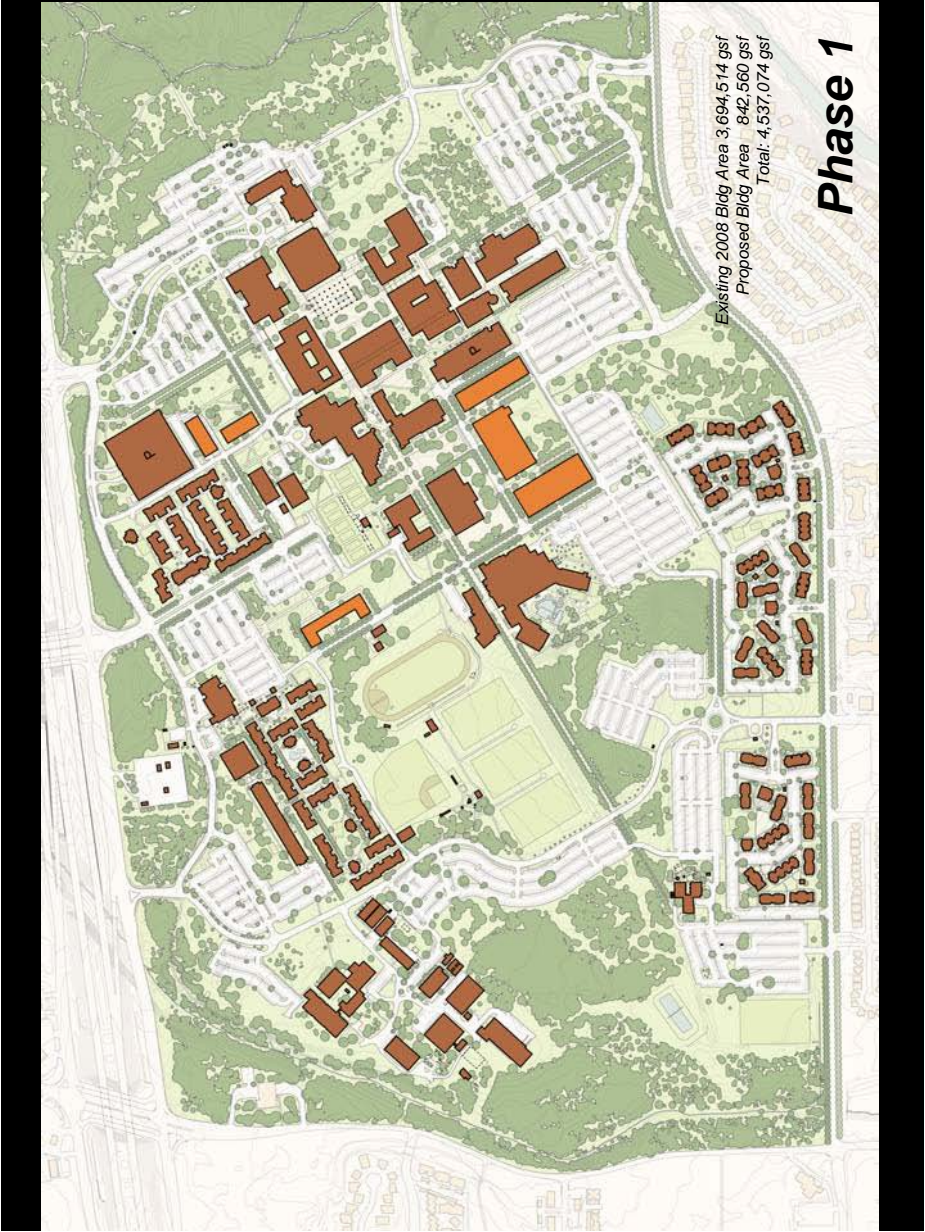 Phase 1
Existing 2008 Bldg Area 3,694,514 gsf
Proposed Bldg Area 842,560 gsf
Total: 4,537,074 gsf
P
P